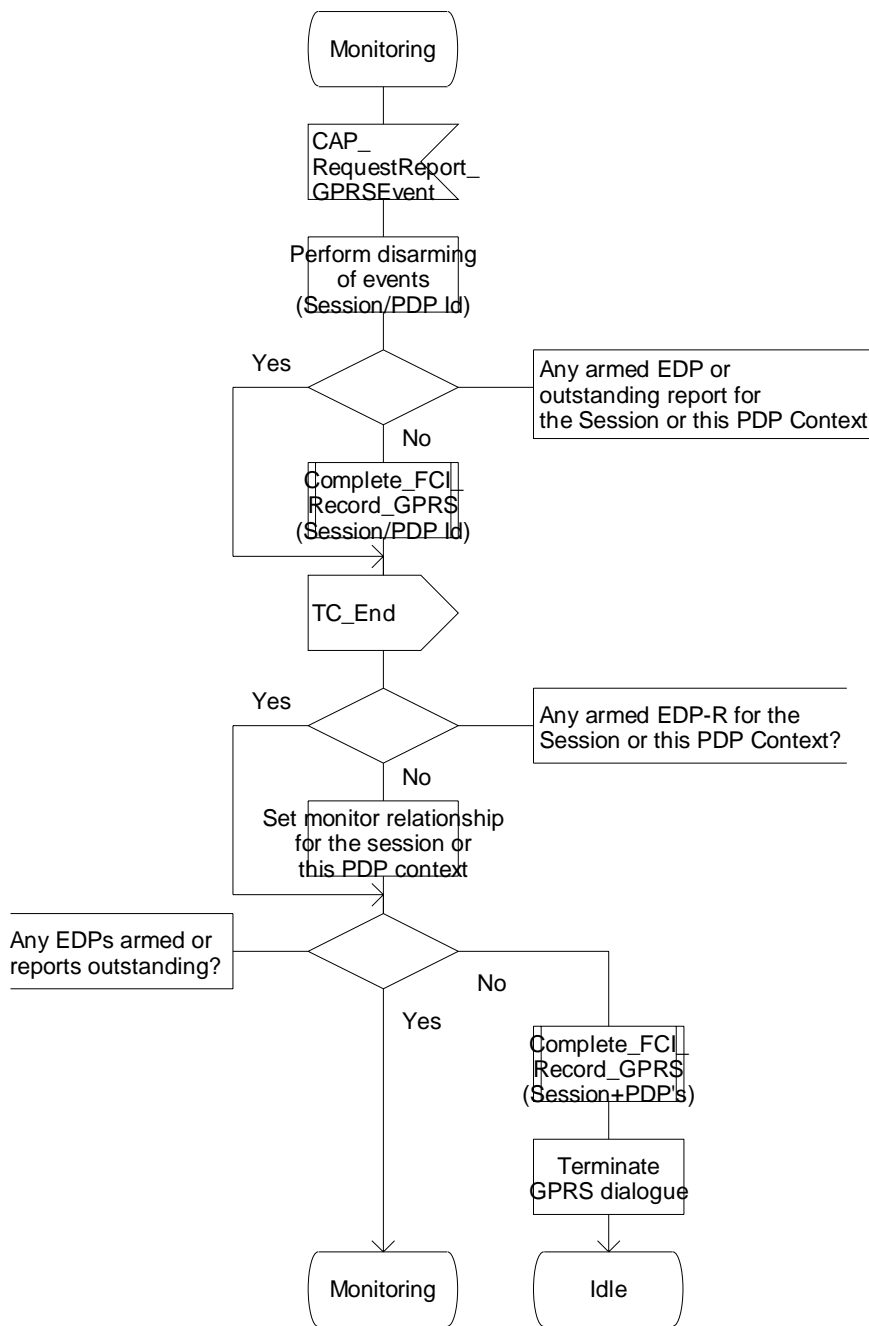 Monitoring
CAP_
RequestReport_
GPRSEvent
Perform disarming
of events
(Session/PDP Id)
Yes
Any armed EDP or
outstanding report for
the Session or this PDP Context
No
Complete_FCI_
Record_GPRS
(Session/PDP Id)
TC_End
Yes
Any armed EDP-R for the
Session or this PDP Context?
No
Set monitor relationship
for the session or
this PDP context
Any EDPs armed or
reports outstanding?
No
Yes
Complete_FCI_
Record_GPRS
(Session+PDP's)
Terminate
GPRS dialogue
Monitoring
Idle